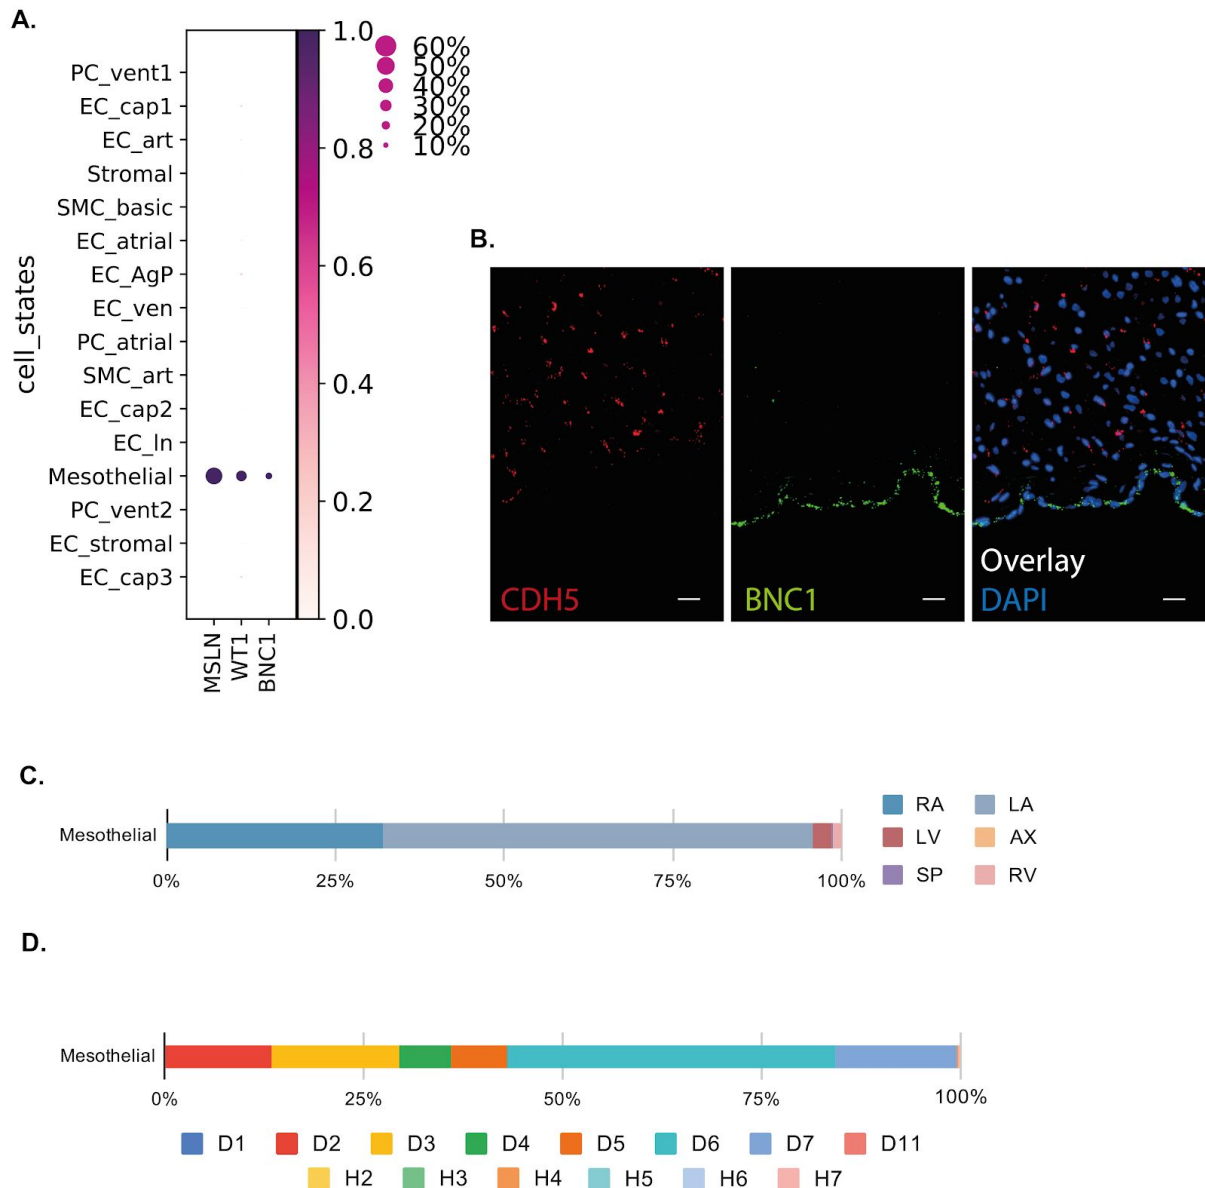 A.
1.0
0.8
0.6
0.4
0.2
0.0
60%
50%
40%
30%
20%
10%
cell_states
PC_vent1
EC_cap1
EC_art
Stromal
SMC_basic
EC_atrial
EC_AgP
EC_ven
PC_atrial
SMC_art
EC_cap2
EC_ln
Mesothelial
PC_vent2
EC_stromal
EC_cap3
MSLN
WT1
BNC1
B.
CDH5
BNC1
Overlay
DAPI
C.
Mesothelial
0% 25% 50% 75% 100%
RA LA
LV AX
SP RV
D.
Mesothelial
0% 25% 50% 75% 100%
D1 D2 D3 D4 D5 D6 D7 D11
H2 H3 H4 H5 H6 H7